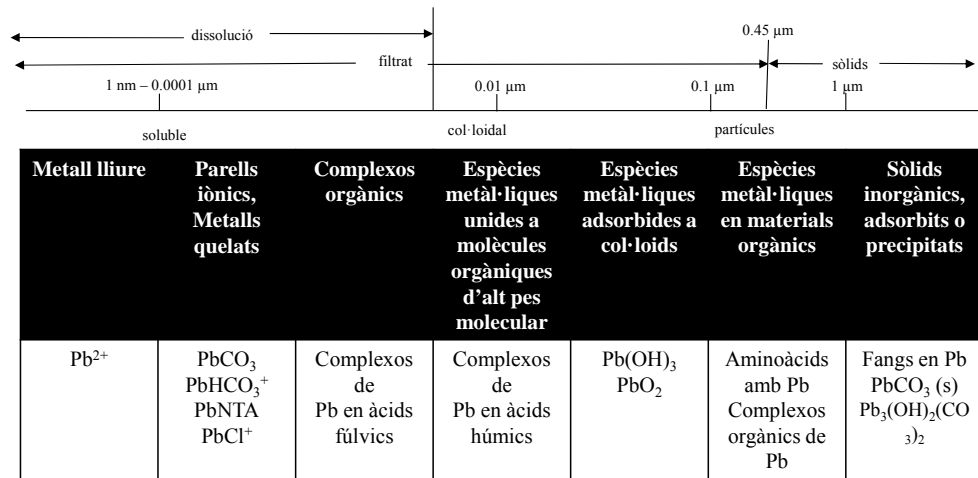 dissolució
0.45 µm
filtrat
sòlids
1 nm – 0.0001 µm
0.01 µm
0.1 µm
1 µm
soluble
col·loidal
partícules
Metall lliure
Parells
iònics,
Metalls
quelats
Complexos
orgànics
Espècies
metàl·liques
unides a
molècules
orgàniques
d’alt pes
molecular
Espècies
metàl·liques
adsorbides a
col·loids
Espècies
metàl·liques
en materials
orgànics
Sòlids
inorgànics,
adsorbits o
precipitats
Pb²⁺
PbCO₃
PbHCO₃⁺
PbNTA
PbCl⁺
Complexos
de
Pb en àcids
fúlvics
Complexos
de
Pb en àcids
húmics
Pb(OH)₃
PbO₂
Aminoàcids
amb Pb
Complexos
orgànics de
Pb
Fangs en Pb
PbCO₃ (s)
Pb₃(OH)₂(CO
₃)₂